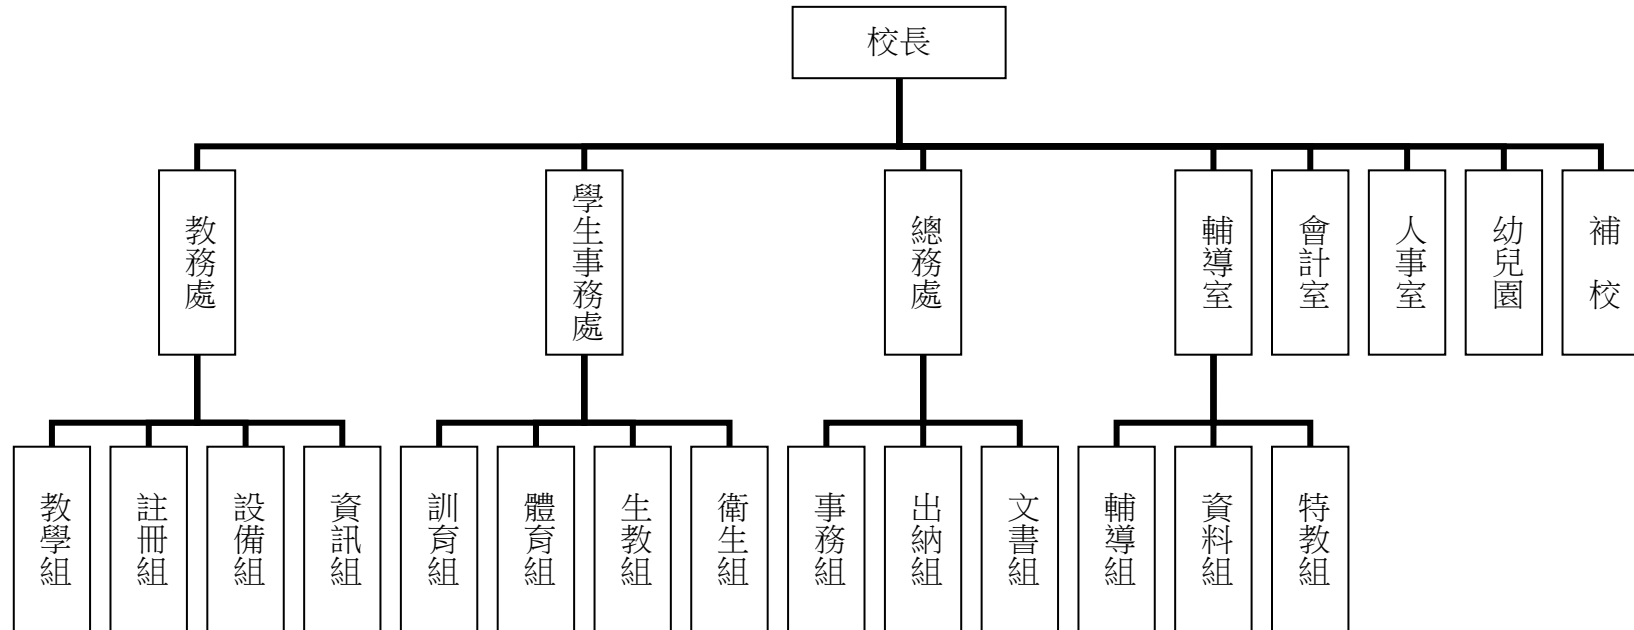 校長
教務處
學生事務處
總務處
輔導室
會計室
人事室
幼兒園
補校
教學組
註冊組
設備組
資訊組
訓育組
體育組
生教組
衛生組
事務組
出納組
文書組
輔導組
資料組
特教組